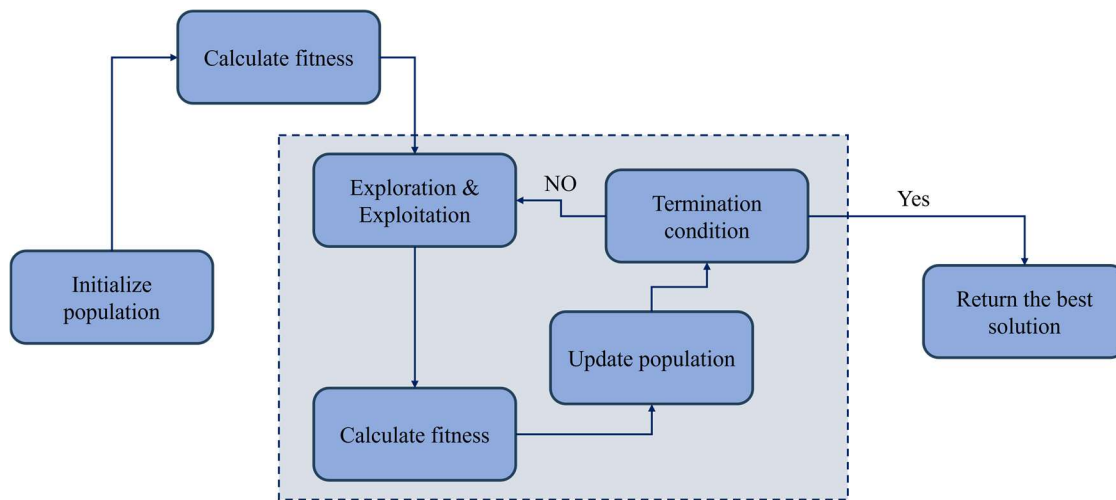 Calculate fitness
Initialize
population
Exploration &
Exploitation
NO
Termination
condition
Yes
Return the best
solution
Update population
Calculate fitness